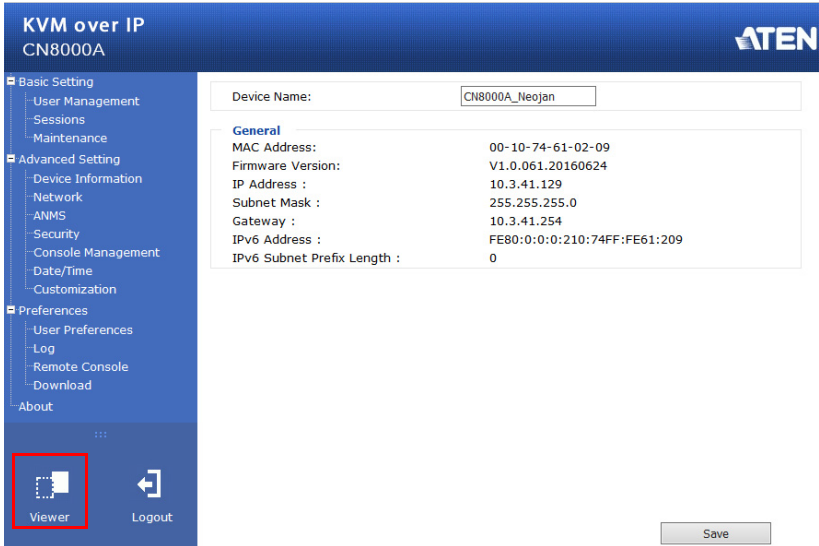 KVM over IP
CN8000A
ATEN
Basic Setting
User Management
Sessions
Maintenance
Advanced Setting
Device Information
Network
ANMS
Security
Console Management
Date/Time
Customization
Preferences
User Preferences
Log
Remote Console
Download
About
Viewer
Logout
Device Name: CN8000A_Neojan
General
MAC Address: 00-10-74-61-02-09
Firmware Version: V1.0.061.20160624
IP Address : 10.3.41.129
Subnet Mask : 255.255.255.0
Gateway : 10.3.41.254
IPv6 Address : FE80:0:0:0:210:74FF:FE61:209
IPv6 Subnet Prefix Length : 0
Save